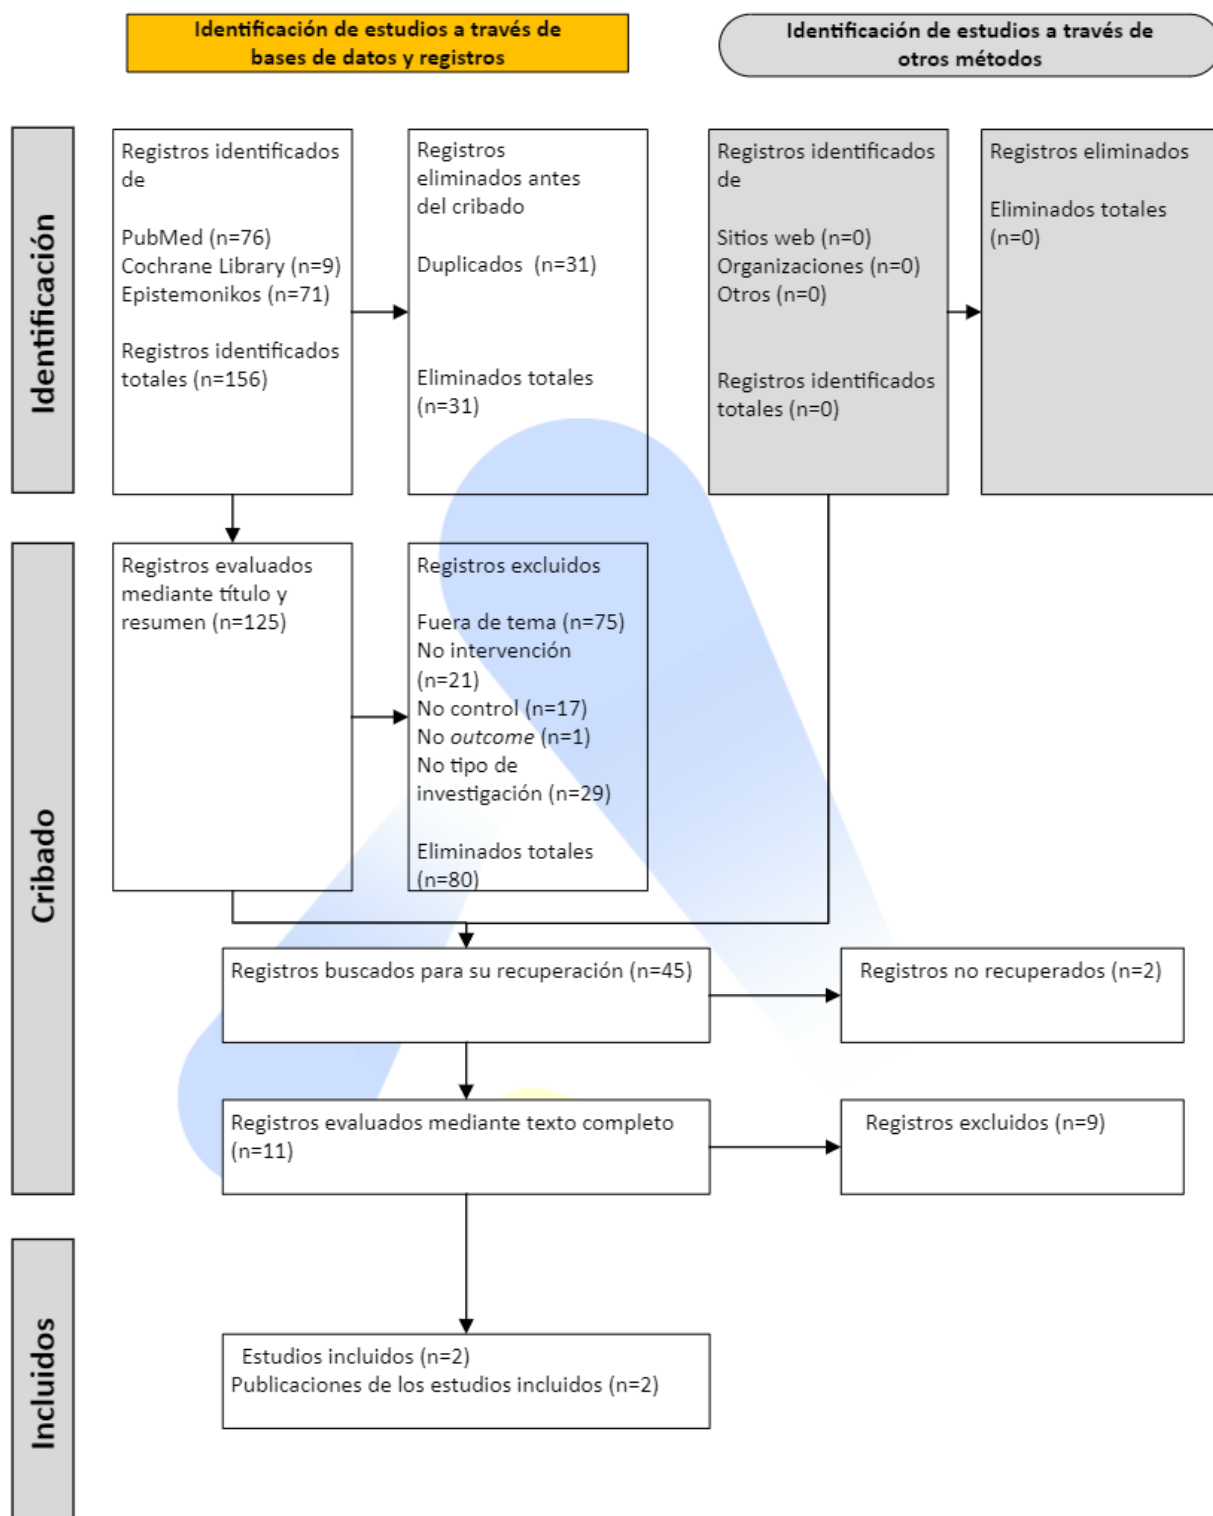 Identificación de estudios a través de
bases de datos y registros
Identificación de estudios a través de
otros métodos
Identificación
Registros identificados
de
PubMed (n=76)
Cochrane Library (n=9)
Epistemonikos (n=71)
Registros identificados
totales (n=156)
Registros
eliminados antes
del cribado
Duplicados (n=31)
Eliminados totales
(n=31)
Registros identificados
de
Sitios web (n=0)
Organizaciones (n=0)
Otros (n=0)
Registros identificados
totales (n=0)
Registros eliminados
Eliminados totales
(n=0)
Cribado
Registros evaluados
mediante título y
resumen (n=125)
Registros excluidos
Fuera de tema (n=75)
No intervención
(n=21)
No control (n=17)
No outcome (n=1)
No tipo de
investigación (n=29)
Eliminados totales
(n=80)
Registros buscados para su recuperación (n=45)
Registros no recuperados (n=2)
Registros evaluados mediante texto completo
(n=11)
Registros excluidos (n=9)
Incluidos
Estudios incluidos (n=2)
Publicaciones de los estudios incluidos (n=2)